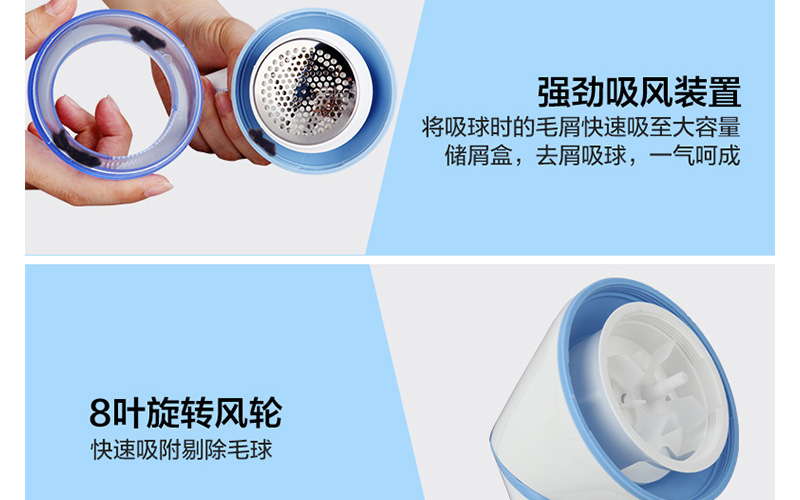 强劲吸风装置
将吸球时的毛屑快速吸至大容量
储屑盒，去屑吸球，一气呵成
8叶旋转风轮
快速吸附剔除毛球